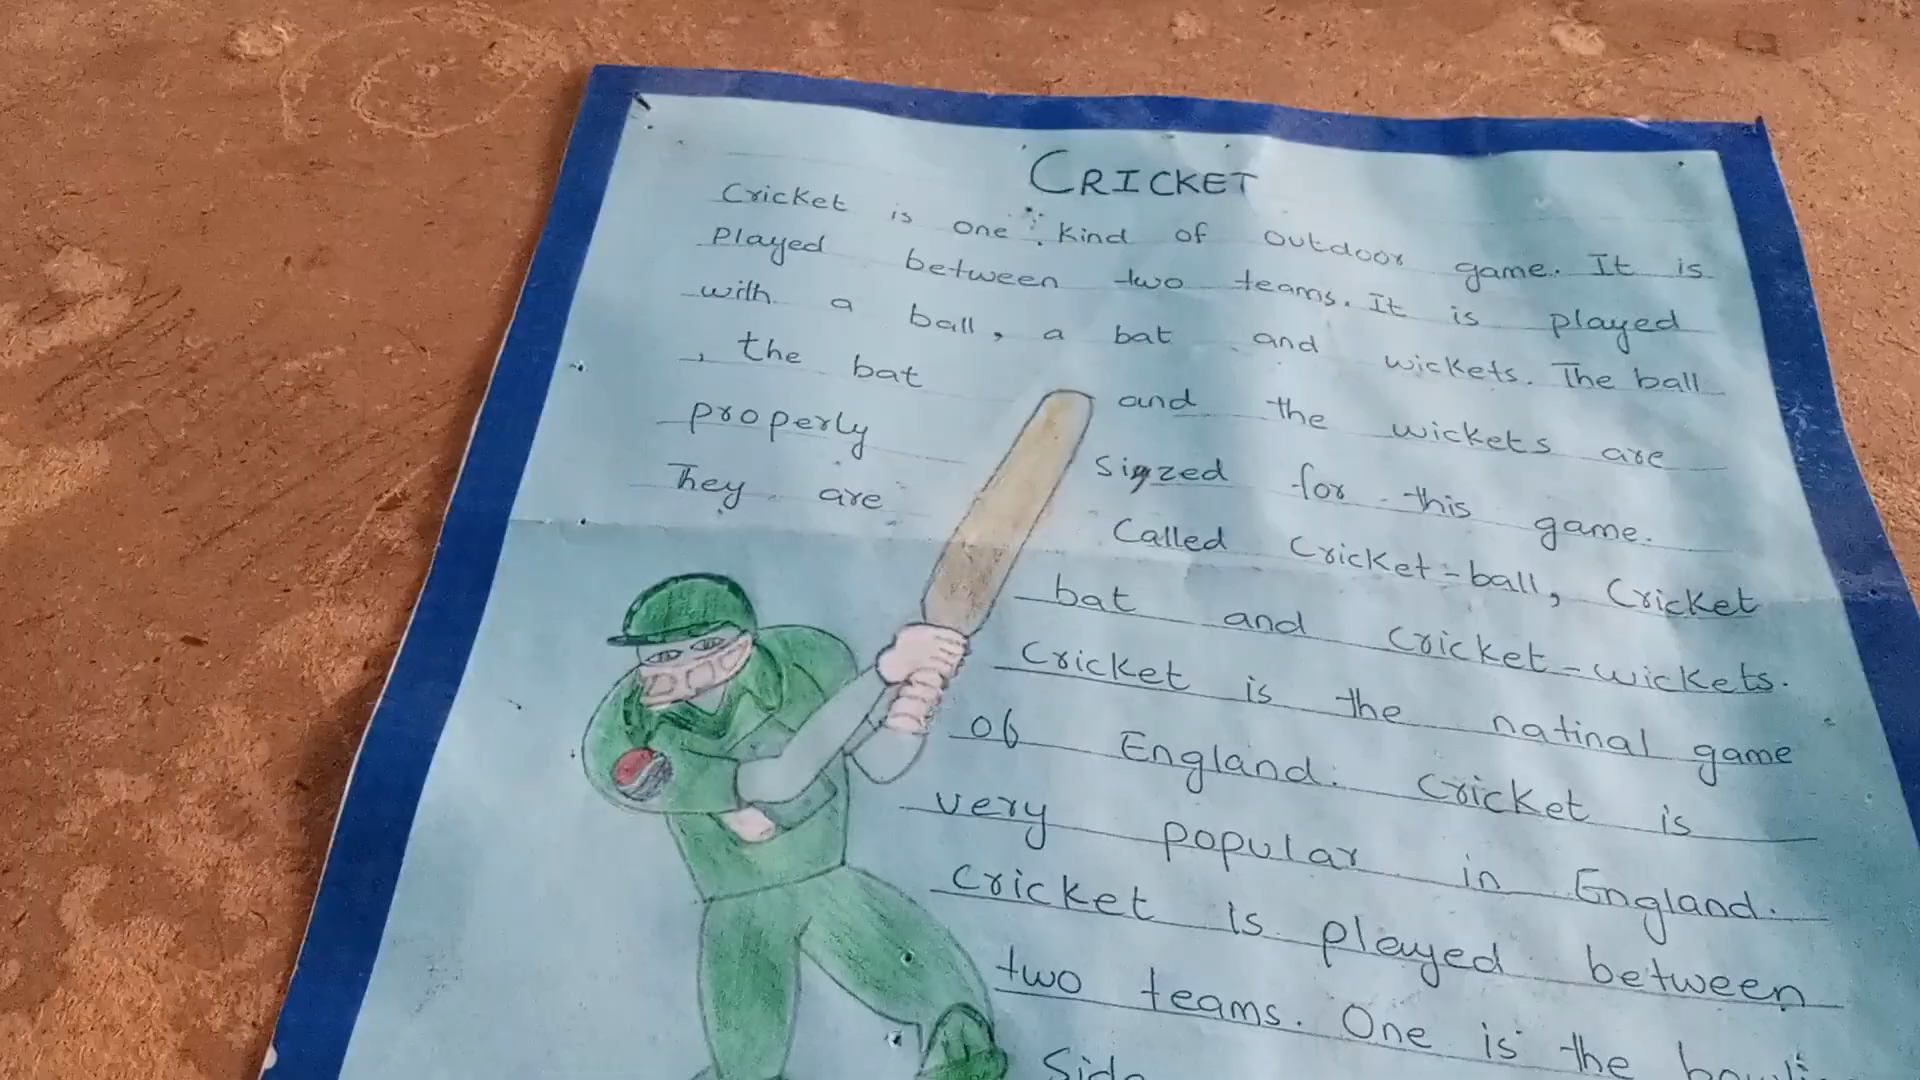 CRICKET
Cricket is one kind of outdoor game. It is
played between two teams. It is played
with a ball, a bat and wickets. The ball
, the bat and the wickets are
properly sizzed for this game.
They are Called Cricket-ball, Cricket
bat and cricket-wickets.
Cricket is the natinal game
of England. Cricket is
very popular in England.
Cricket is played between
two teams. One is the
Side